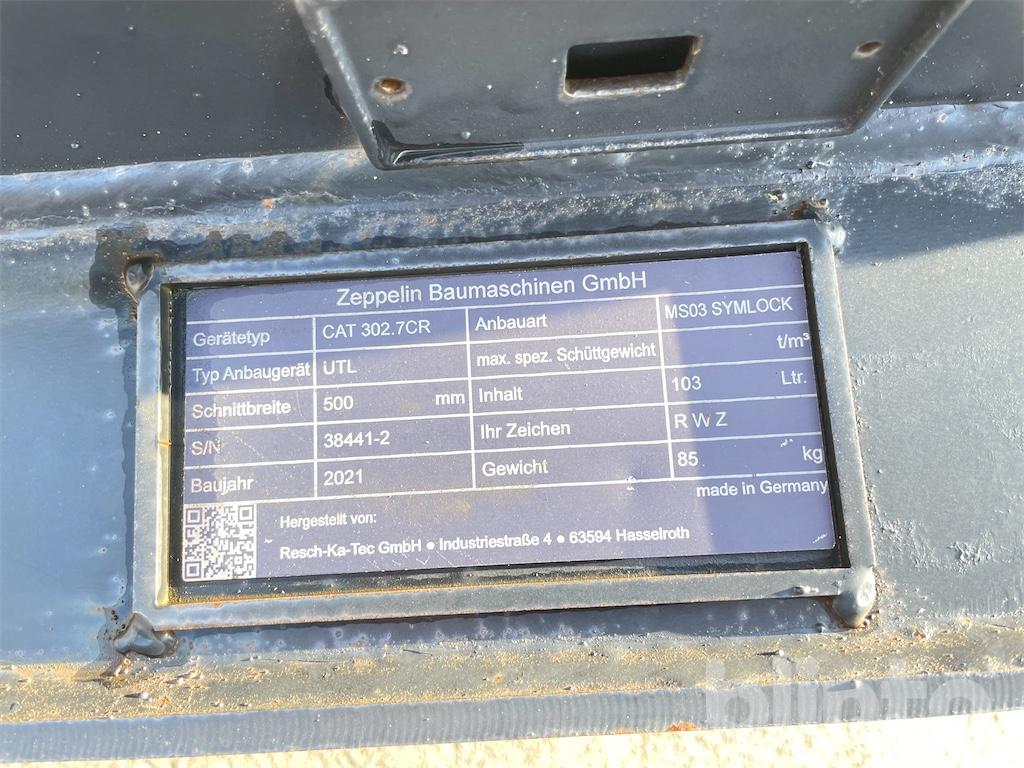 Zeppelin Baumaschinen GmbH
Gerätetyp CAT 302.7CR Anbauart MS03 SYMLOCK
Typ Anbaugerät UTL max. spez. Schüttgewicht t/m³
Schnittbreite 500 mm Inhalt 103 Ltr.
S/N 38441-2 Ihr Zeichen R W Z
Baujahr 2021 Gewicht 85 kg
made in Germany
Hergestellt von:
Resch-Ka-Tec GmbH ● Industriestraße 4 ● 63594 Hasselroth
blinto